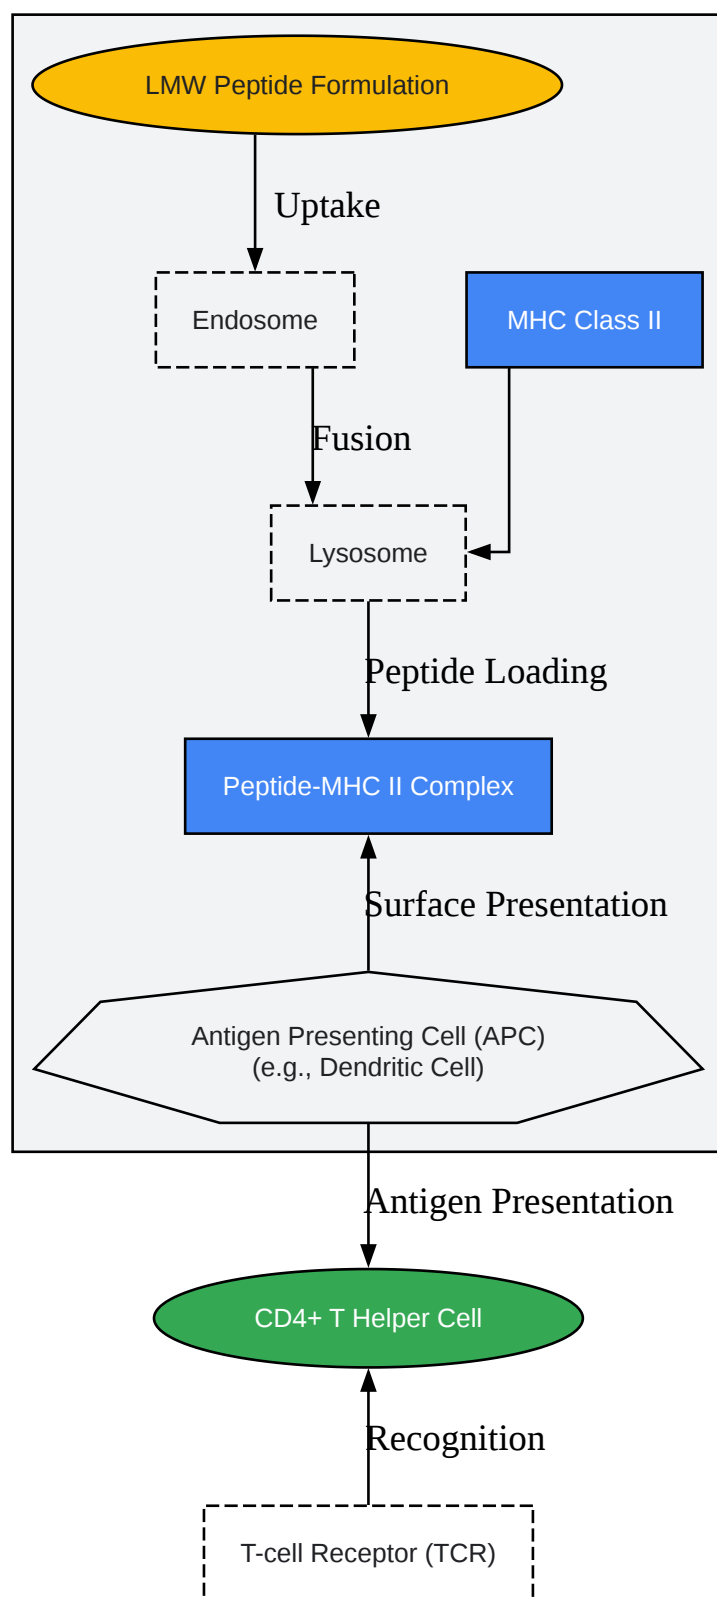 LMW Peptide Formulation
Uptake
Endosome
MHC Class II
Fusion
Lysosome
Peptide Loading
Peptide-MHC II Complex
Surface Presentation
Antigen Presenting Cell (APC)
(e.g., Dendritic Cell)
Antigen Presentation
CD4+ T Helper Cell
Recognition
T-cell Receptor (TCR)